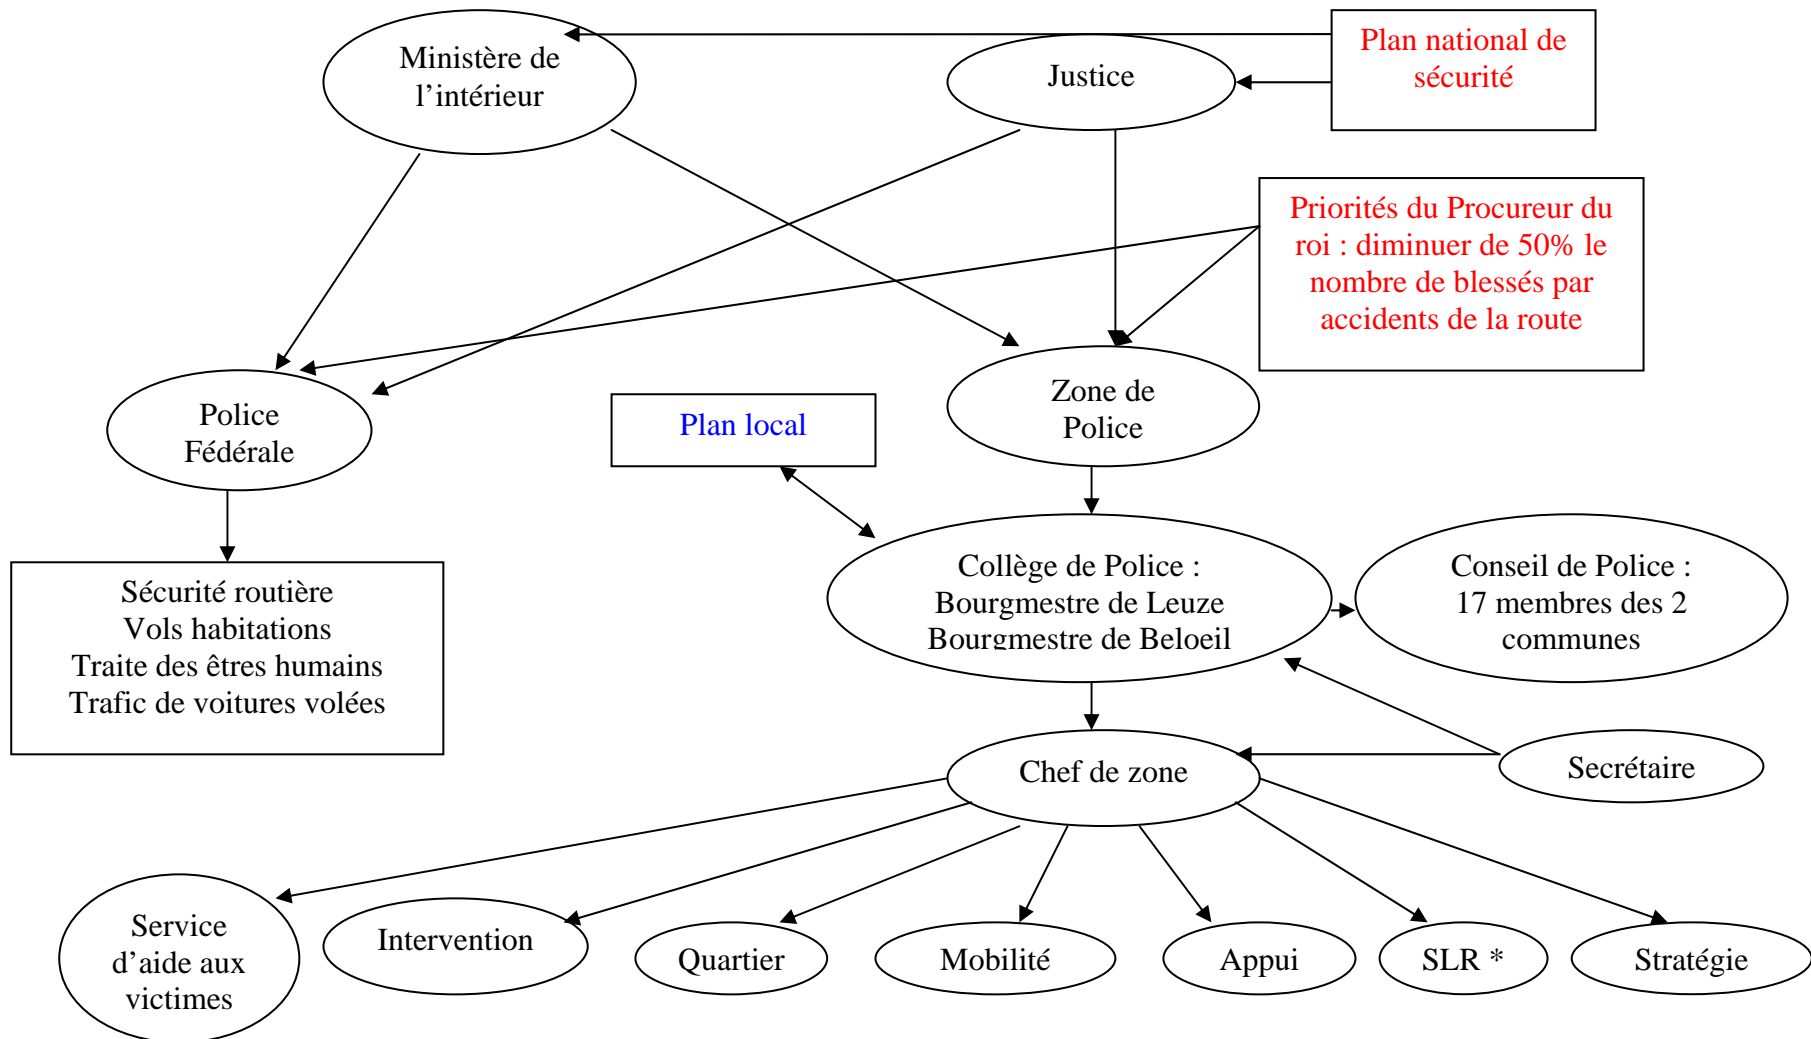 Ministère de
l’intérieur
Justice
Plan national de
sécurité
Priorités du Procureur du
roi : diminuer de 50% le
nombre de blessés par
accidents de la route
Police
Fédérale
Plan local
Zone de
Police
Sécurité routière
Vols habitations
Traite des êtres humains
Trafic de voitures volées
Collège de Police :
Bourgmestre de Leuze
Bourgmestre de Beloeil
Conseil de Police :
17 membres des 2
communes
Chef de zone
Secrétaire
Service
d’aide aux
victimes
Intervention
Quartier
Mobilité
Appui
SLR *
Stratégie